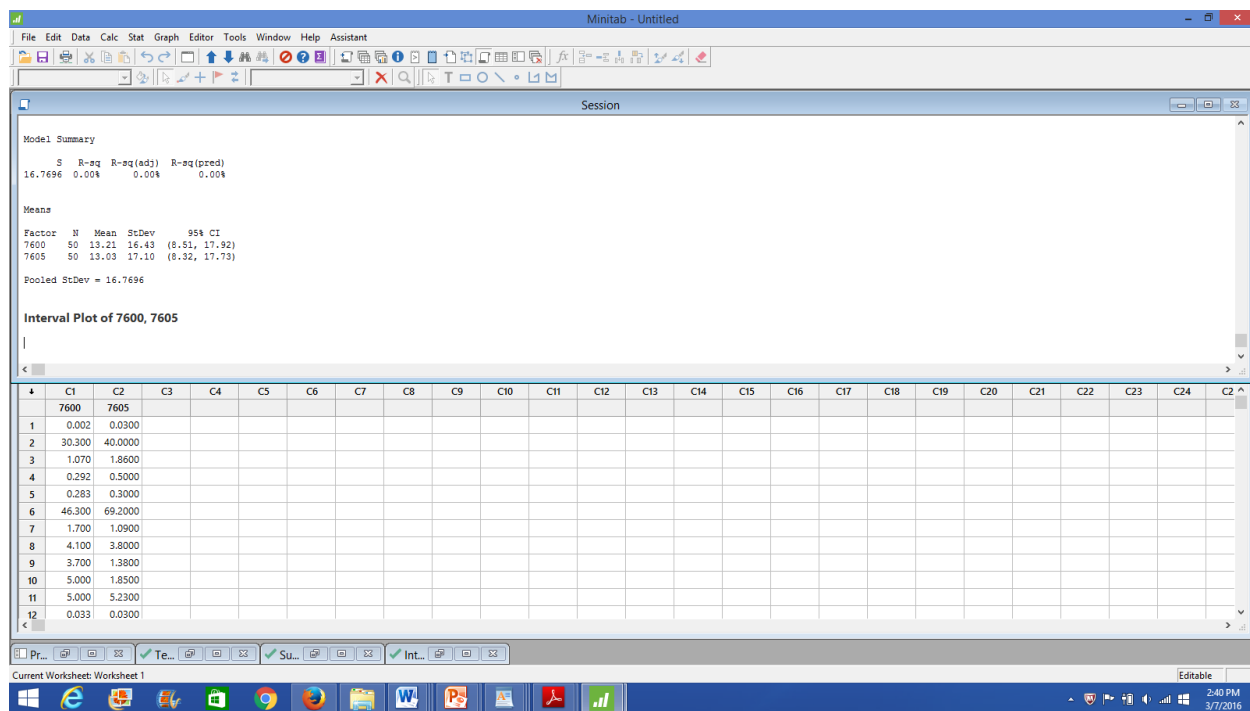 Minitab - Untitled
File Edit Data Calc Stat Graph Editor Tools Window Help Assistant
Session
Model Summary
S R-sq R-sq(adj) R-sq(pred)
16.7696 0.00% 0.00% 0.00%
Means
Factor N Mean StDev 95% CI
7600 50 13.21 16.43 (8.51, 17.92)
7605 50 13.03 17.10 (8.32, 17.73)
Pooled StDev = 16.7696
Interval Plot of 7600, 7605
C1 C2 C3 C4 C5 C6 C7 C8 C9 C10 C11 C12 C13 C14 C15 C16 C17 C18 C19 C20 C21 C22 C23 C24 C2
7600 7605
1 0.002 0.0300
2 30.300 40.0000
3 1.070 1.8600
4 0.292 0.5000
5 0.283 0.3000
6 46.300 69.2000
7 1.700 1.0900
8 4.100 3.8000
9 3.700 1.3800
10 5.000 1.8500
11 5.000 5.2300
12 0.033 0.0300
Pr... Te... Su... Int...
Current Worksheet: Worksheet 1 Editable
2:40 PM
3/7/2016